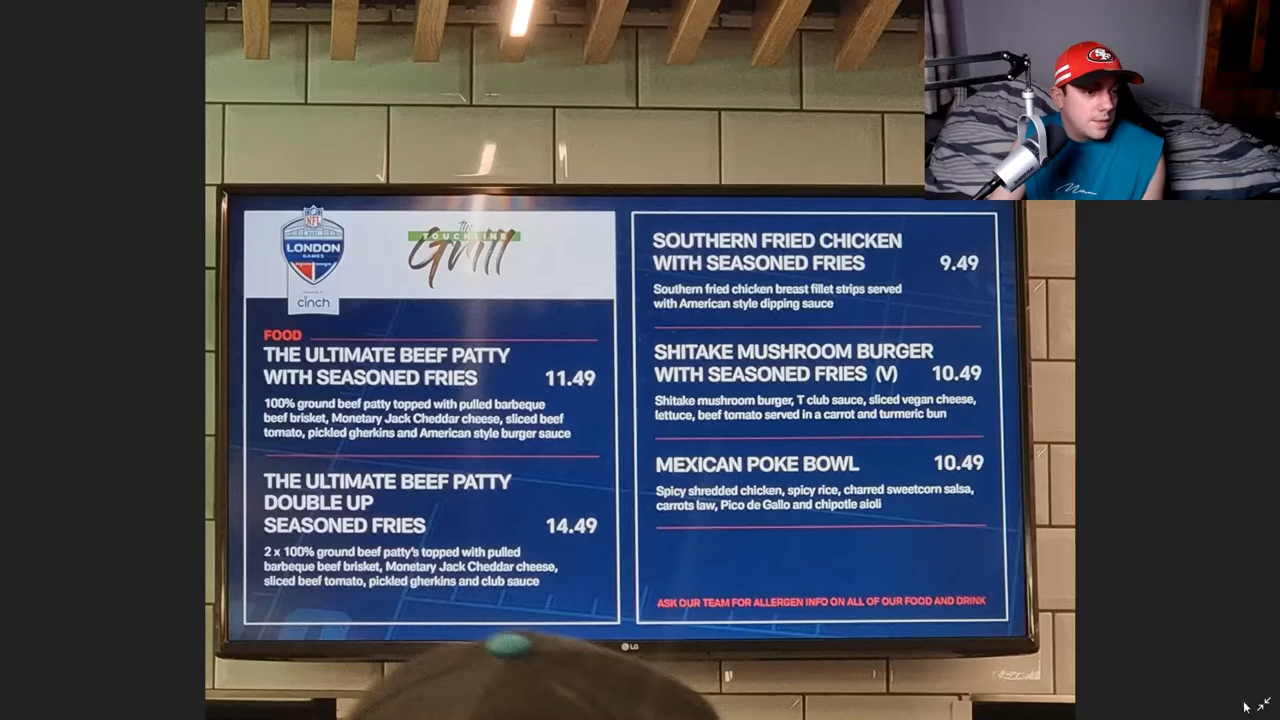 NFL
LONDON
GAMES
cinch
the
TOUCHLINE
Grill
FOOD
THE ULTIMATE BEEF PATTY
WITH SEASONED FRIES 11.49
100% ground beef patty topped with pulled barbeque
beef brisket, Monetary Jack Cheddar cheese, sliced beef
tomato, pickled gherkins and American style burger sauce
THE ULTIMATE BEEF PATTY
DOUBLE UP
SEASONED FRIES 14.49
2 x 100% ground beef patty's topped with pulled
barbeque beef brisket, Monetary Jack Cheddar cheese,
sliced beef tomato, pickled gherkins and club sauce
SOUTHERN FRIED CHICKEN
WITH SEASONED FRIES 9.49
Southern fried chicken breast fillet strips served
with American style dipping sauce
SHITAKE MUSHROOM BURGER
WITH SEASONED FRIES (V) 10.49
Shitake mushroom burger, T club sauce, sliced vegan cheese,
lettuce, beef tomato served in a carrot and turmeric bun
MEXICAN POKE BOWL 10.49
Spicy shredded chicken, spicy rice, charred sweetcorn salsa,
carrots law, Pico de Gallo and chipotle aioli
ASK OUR TEAM FOR ALLERGEN INFO ON ALL OF OUR FOOD AND DRINK
LG
SF
SHURE